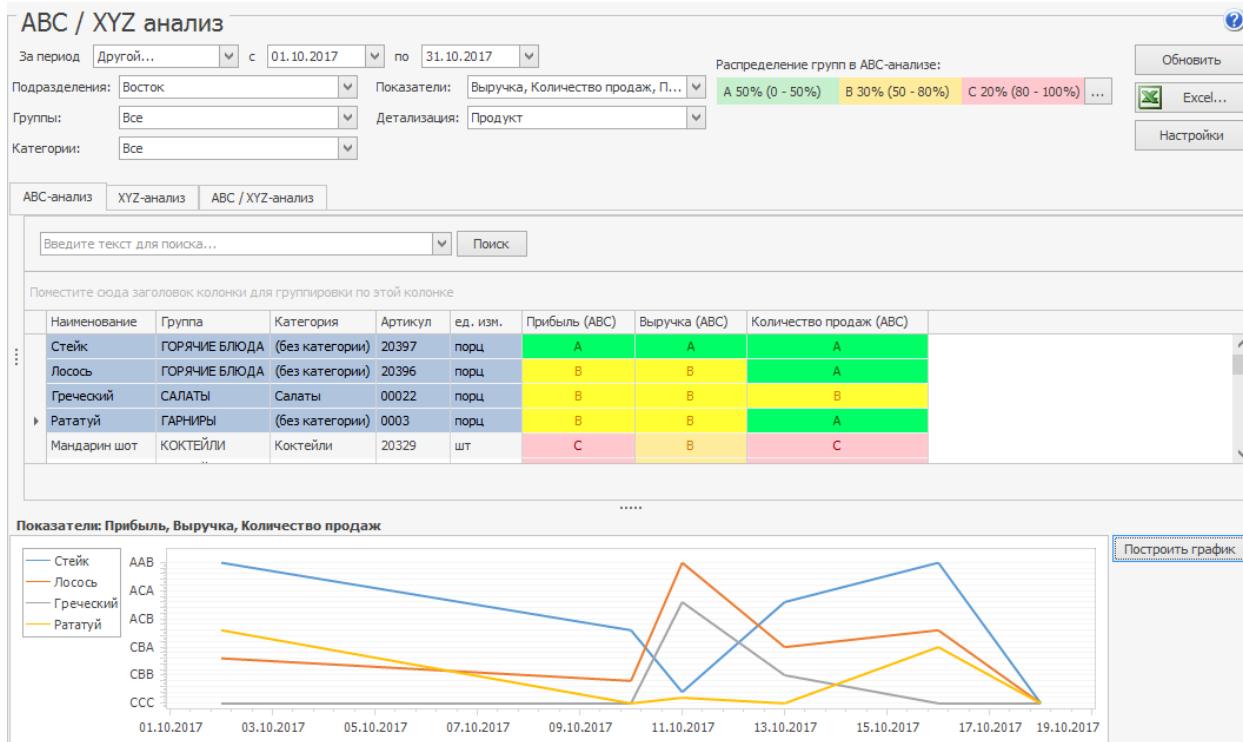 ABC / XYZ анализ
За период Другой... с 01.10.2017 по 31.10.2017
Распределение групп в ABC-анализе:
Обновить
Подразделения: Восток Показатели: Выручка, Количество продаж, П...
A 50% (0 - 50%) B 30% (50 - 80%) C 20% (80 - 100%) ...
Excel...
Группы: Все Детализация: Продукт
Настройки
Категории: Все
ABC-анализ XYZ-анализ ABC / XYZ-анализ
Введите текст для поиска... Поиск
Поместите сюда заголовок колонки для группировки по этой колонке
Наименование Группа Категория Артикул ед. изм. Прибыль (ABC) Выручка (ABC) Количество продаж (ABC)
Стейк ГОРЯЧИЕ БЛЮДА (без категории) 20397 порц A A A
Лосось ГОРЯЧИЕ БЛЮДА (без категории) 20396 порц B B A
Греческий САЛАТЫ Салаты 00022 порц B B B
Рататуй ГАРНИРЫ (без категории) 0003 порц B B A
Мандарин шот КОКТЕЙЛИ Коктейли 20329 шт C B C
Показатели: Прибыль, Выручка, Количество продаж
Построить график
Стейк
Лосось
Греческий
Рататуй
AAB
ACA
ACB
CBA
CBB
CCC
01.10.2017 03.10.2017 05.10.2017 07.10.2017 09.10.2017 11.10.2017 13.10.2017 15.10.2017 17.10.2017 19.10.2017